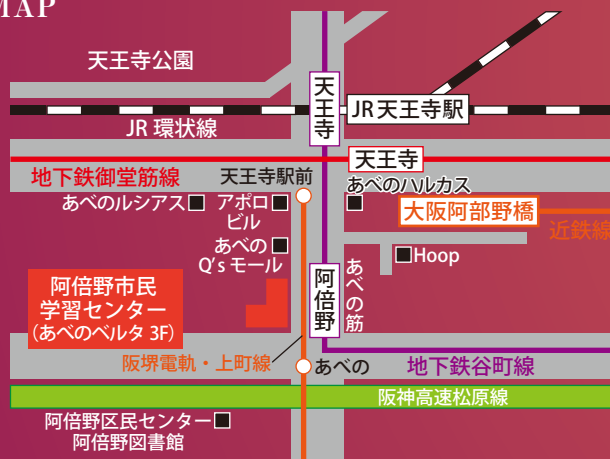 MAP
天王寺公園
天王寺
JR天王寺駅
JR 環状線
天王寺
地下鉄御堂筋線
天王寺駅前
あべのハルカス
あべのルシアス
アポロ
ビル
大阪阿部野橋
近鉄線
あべの
Q'sモール
Hoop
阿倍野市民
学習センター
(あべのベルタ 3F)
阿倍野
あべの筋
阪堺電軌・上町線
あべの
地下鉄谷町線
阪神高速松原線
阿倍野区民センター
阿倍野図書館